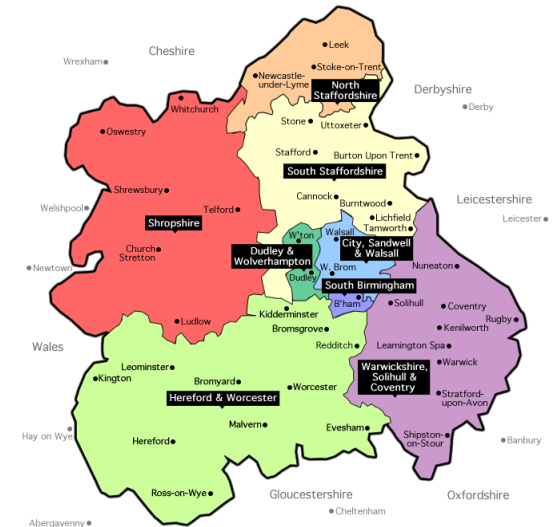 Leek
Cheshire
Wrexham
Stoke-on-Trent
Newcastle-
under-Lyme
North
Staffordshire
Derbyshire
Whitchurch
Derby
Stone
Uttoxeter
Oswestry
Stafford
Burton Upon Trent
South Staffordshire
Shrewsbury
Cannock
Burntwood
Leicestershire
Welshpool
Telford
Lichfield
Leicester
Shropshire
Tamworth
W'ton
Walsall
Church
Stretton
Dudley &
Wolverhampton
City, Sandwell
& Walsall
Newtown
W. Brom
Nuneaton
Dudley
South Birmingham
B'ham
Solihull
Coventry
Kidderminster
Rugby
Ludlow
Bromsgrove
Kenilworth
Wales
Redditch
Leamington Spa
Leominster
Warwick
Kington
Bromyard
Worcester
Warwickshire,
Solihull &
Coventry
Hereford & Worcester
Stratford-
upon-Avon
Malvern
Evesham
Hay on Wye
Hereford
Shipston-
on-Stour
Banbury
Ross-on-Wye
Gloucestershire
Oxfordshire
Cheltenham
Abergavenny